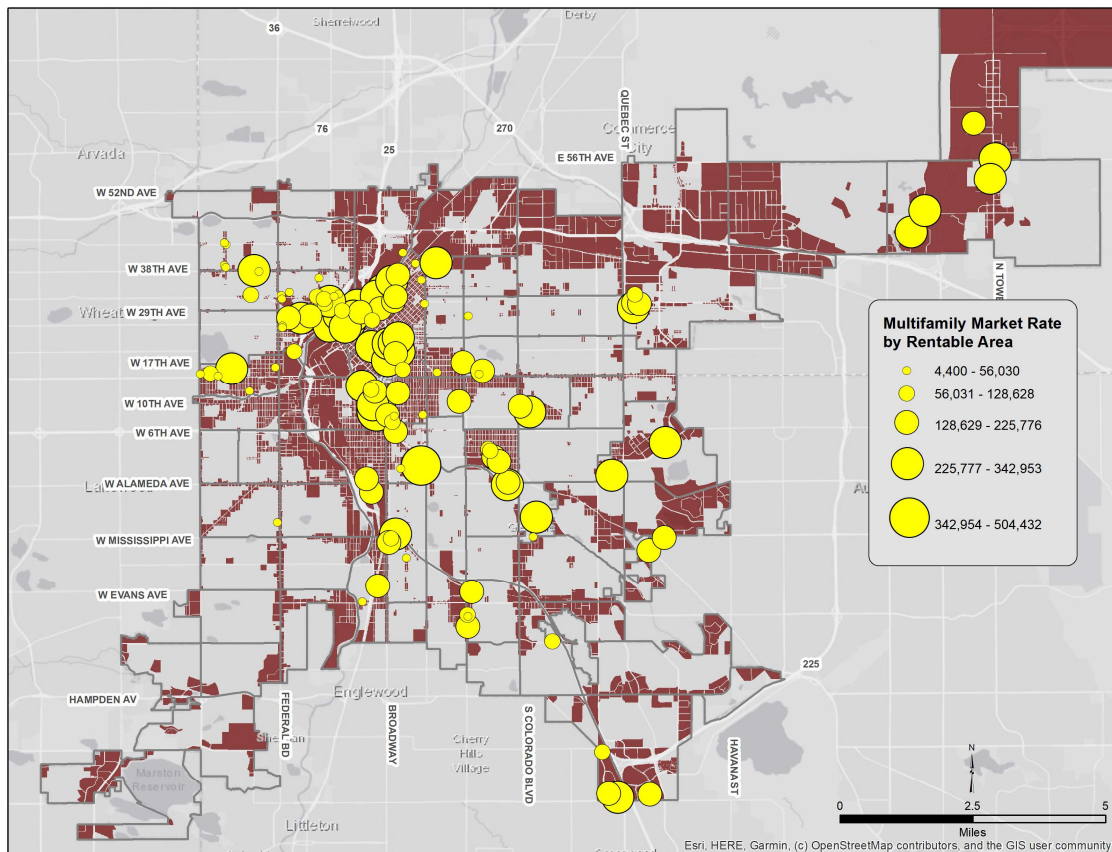 Sherrelwood
Derby
36
QUEBEC ST
Commerce
City
76
270
25
E 56TH AVE
Arvada
W 52ND AVE
W 38TH AVE
N TOWE
W 29TH AVE
Wheat
W 17TH AVE
W 10TH AVE
W 6TH AVE
W ALAMEDA AVE
W MISSISSIPPI AVE
W EVANS AVE
225
HAMPDEN AV
Englewood
FEDERAL BD
BROADWAY
S COLORADO BLVD
HAVANA ST
Cherry
Hills
Village
Marston
Reservoir
Littleton
Multifamily Market Rate
by Rentable Area
4,400 - 56,030
56,031 - 128,628
128,629 - 225,776
225,777 - 342,953
342,954 - 504,432
N
0 2.5 5
Miles
Esri, HERE, Garmin, (c) OpenStreetMap contributors, and the GIS user community